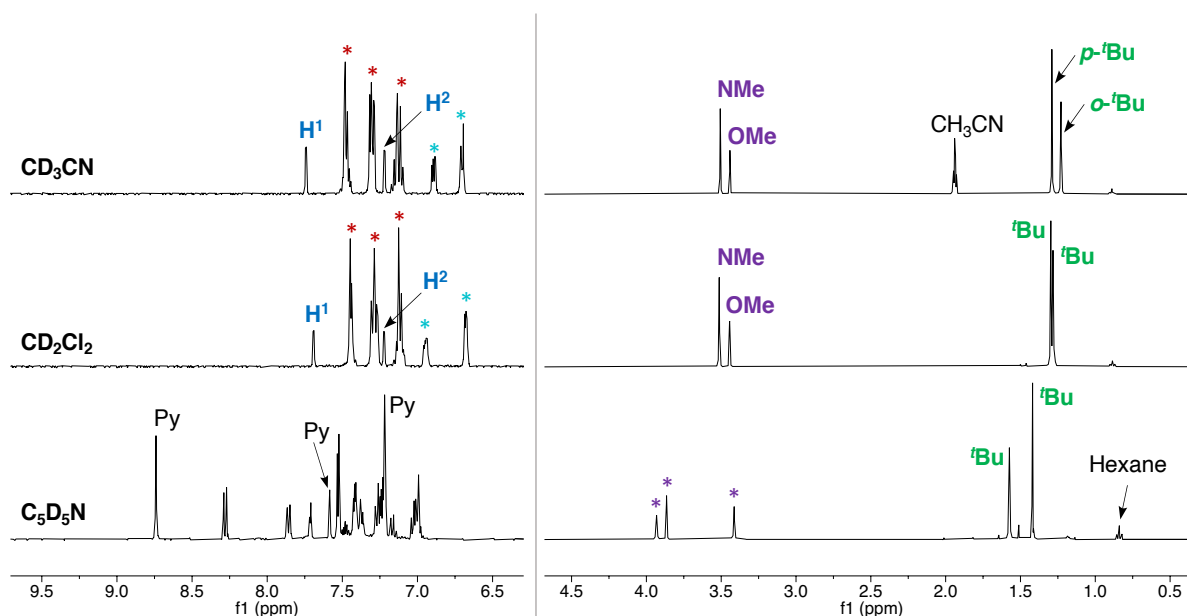 * * * H² * *
H¹
CD₃CN
NMe OMe CH₃CN p-ᵗBu o-ᵗBu
* * * H² * *
H¹
CD₂Cl₂
NMe OMe ᵗBu ᵗBu
Py Py Py
C₅D₅N
* * * ᵗBu ᵗBu Hexane
9.5 9.0 8.5 8.0 7.5 7.0 6.5
f1 (ppm)
4.5 4.0 3.5 3.0 2.5 2.0 1.5 1.0 0.5
f1 (ppm)